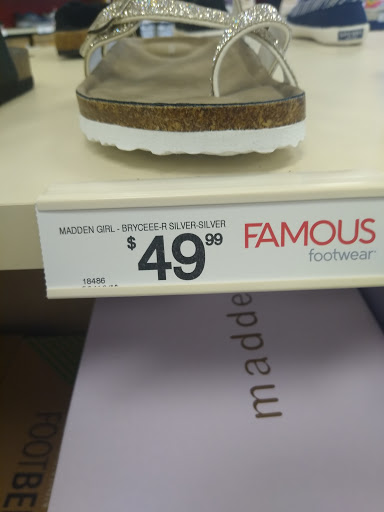 MADDEN GIRL - BRYCEEE-R SILVER-SILVER
$49.99
FAMOUS
footwear
18486
madde
FOOTBE